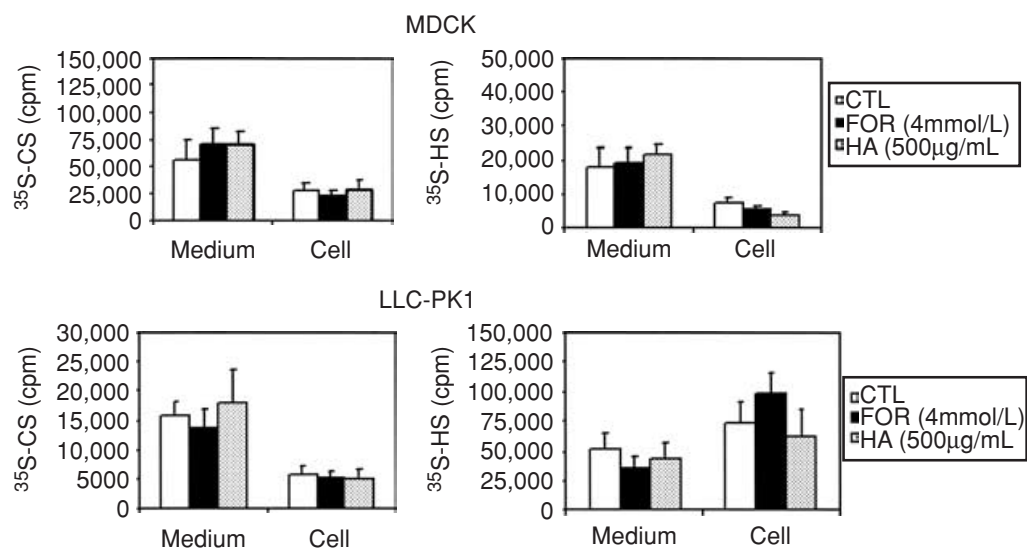 MDCK
150,000
125,000
100,000
75,000
50,000
25,000
0
³⁵S-CS (cpm)
Medium Cell
50,000
40,000
30,000
20,000
10,000
0
³⁵S-HS (cpm)
Medium Cell
CTL
FOR (4mmol/L)
HA (500µg/mL
LLC-PK1
30,000
25,000
20,000
15,000
10,000
5000
0
³⁵S-CS (cpm)
Medium Cell
150,000
125,000
100,000
75,000
50,000
25,000
0
³⁵S-HS (cpm)
Medium Cell
CTL
FOR (4mmol/L)
HA (500µg/mL